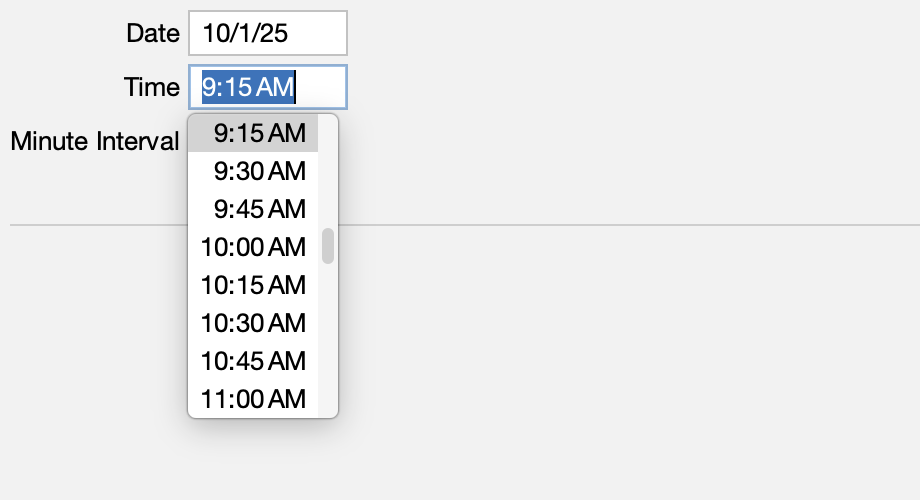 Date 10/1/25
Time 9:15 AM
Minute Interval
9:15 AM
9:30 AM
9:45 AM
10:00 AM
10:15 AM
10:30 AM
10:45 AM
11:00 AM